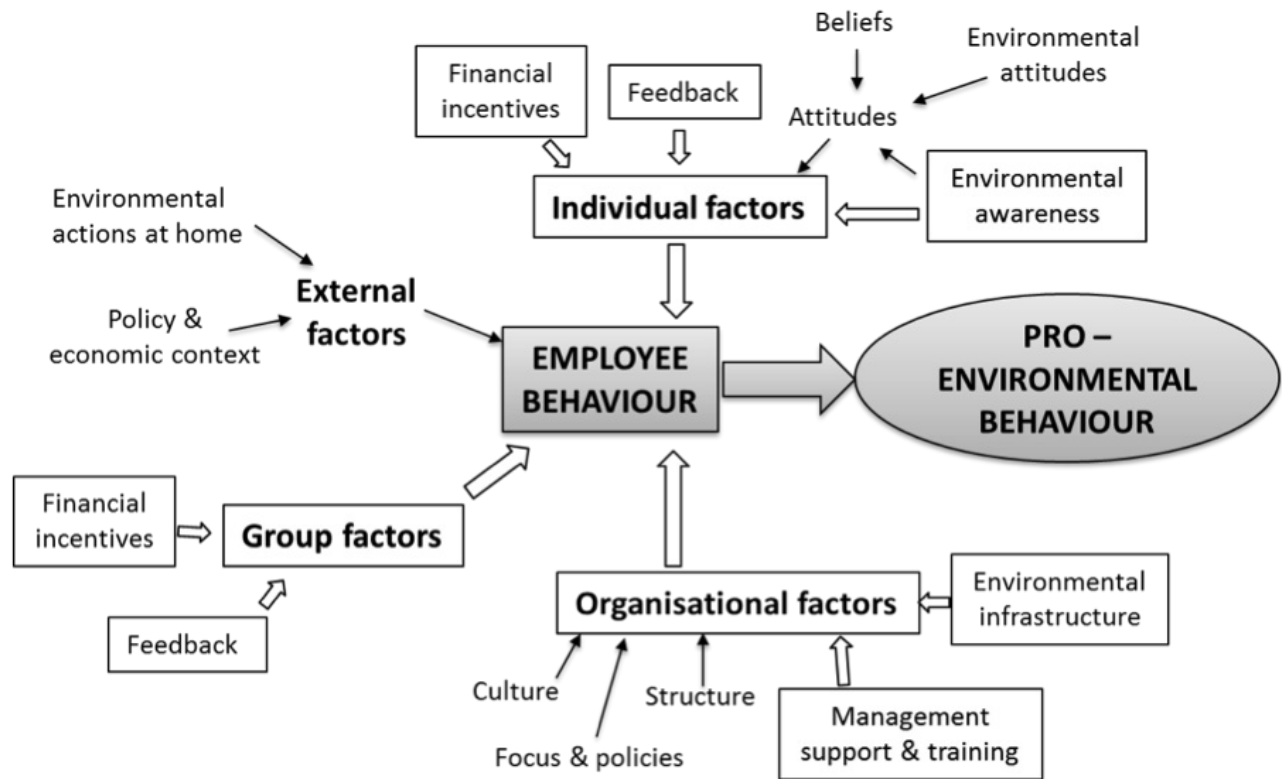 Beliefs
Environmental
attitudes
Financial
incentives
Feedback
Attitudes
Environmental
awareness
Individual factors
Environmental
actions at home
External
factors
Policy &
economic context
EMPLOYEE
BEHAVIOUR
PRO –
ENVIRONMENTAL
BEHAVIOUR
Financial
incentives
Group factors
Feedback
Organisational factors
Environmental
infrastructure
Culture
Structure
Focus & policies
Management
support & training